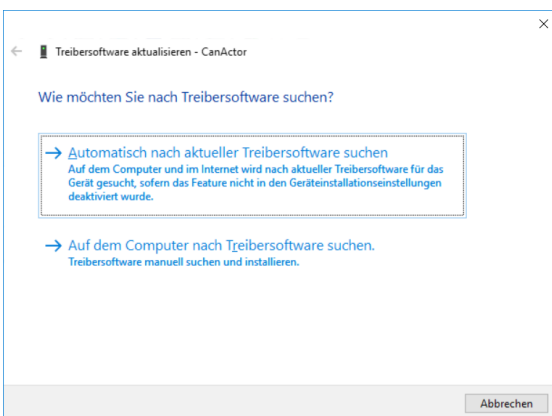 Treibersoftware aktualisieren - CanActor
Wie möchten Sie nach Treibersoftware suchen?
Automatisch nach aktueller Treibersoftware suchen
Auf dem Computer und im Internet wird nach aktueller Treibersoftware für das
Gerät gesucht, sofern das Feature nicht in den Geräteinstallationseinstellungen
deaktiviert wurde.
Auf dem Computer nach Treibersoftware suchen.
Treibersoftware manuell suchen und installieren.
Abbrechen